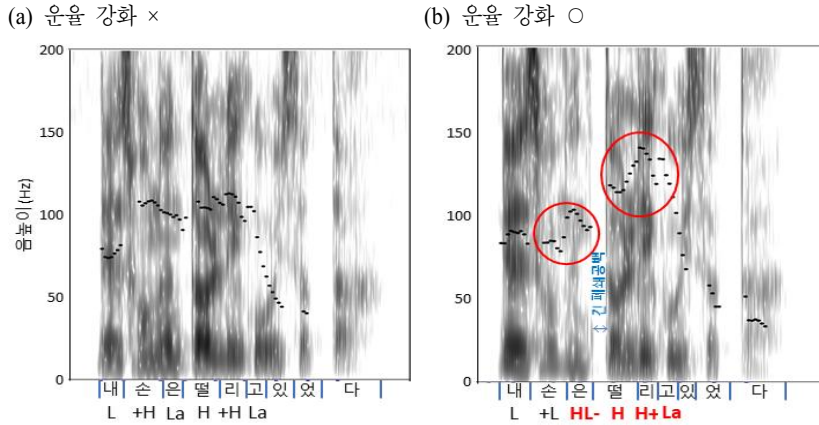 (a) 운율 강화 ×
200
150
100
50
0
음높이(Hz)
내 손 은 떨 리 고 있 었 다
L +H La H +H La
(b) 운율 강화 ○
200
150
100
50
0
긴 폐쇄공백
내 손 은 떨 리 고 있 었 다
L +L HL- H H+ La